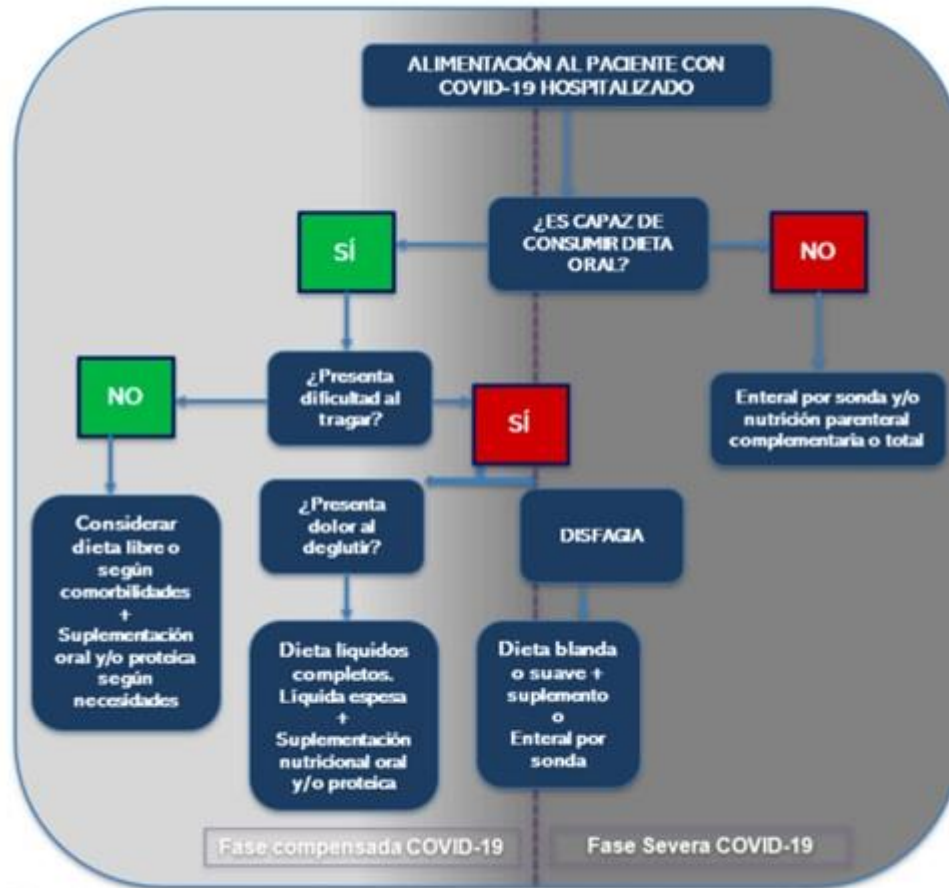 ALIMENTACIÓN AL PACIENTE CON
COVID-19 HOSPITALIZADO
¿ES CAPAZ DE
CONSUMIR DIETA
ORAL?
SÍ
NO
¿Presenta
dificultad al
tragar?
NO
SÍ
Enteral por sonda y/o
nutrición parenteral
complementaria o total
¿Presenta
dolor al
deglutir?
DISFAGIA
Considerar
dieta libre o
según
comorbilidades
+
Suplementación
oral y/o proteica
según
necesidades
Dieta liquidos
completos.
Liquida espesa
+
Suplementación
nutricional oral
y/o proteica
Dieta blanda
o suave +
suplemento
o
Enteral por
sonda
Fase compensada COVID-19
Fase Severa COVID-19